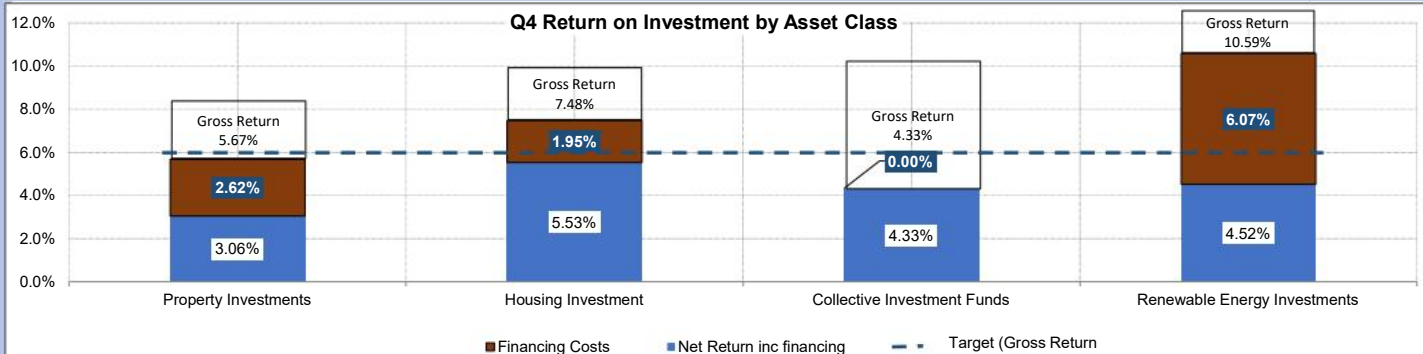 Q4 Return on Investment by Asset Class
12.0%
10.0%
8.0%
6.0%
4.0%
2.0%
0.0%
Gross Return
5.67%
2.62%
3.06%
Gross Return
7.48%
1.95%
5.53%
Gross Return
4.33%
0.00%
4.33%
Gross Return
10.59%
6.07%
4.52%
Property Investments
Housing Investment
Collective Investment Funds
Renewable Energy Investments
Financing Costs
Net Return inc financing
Target (Gross Return